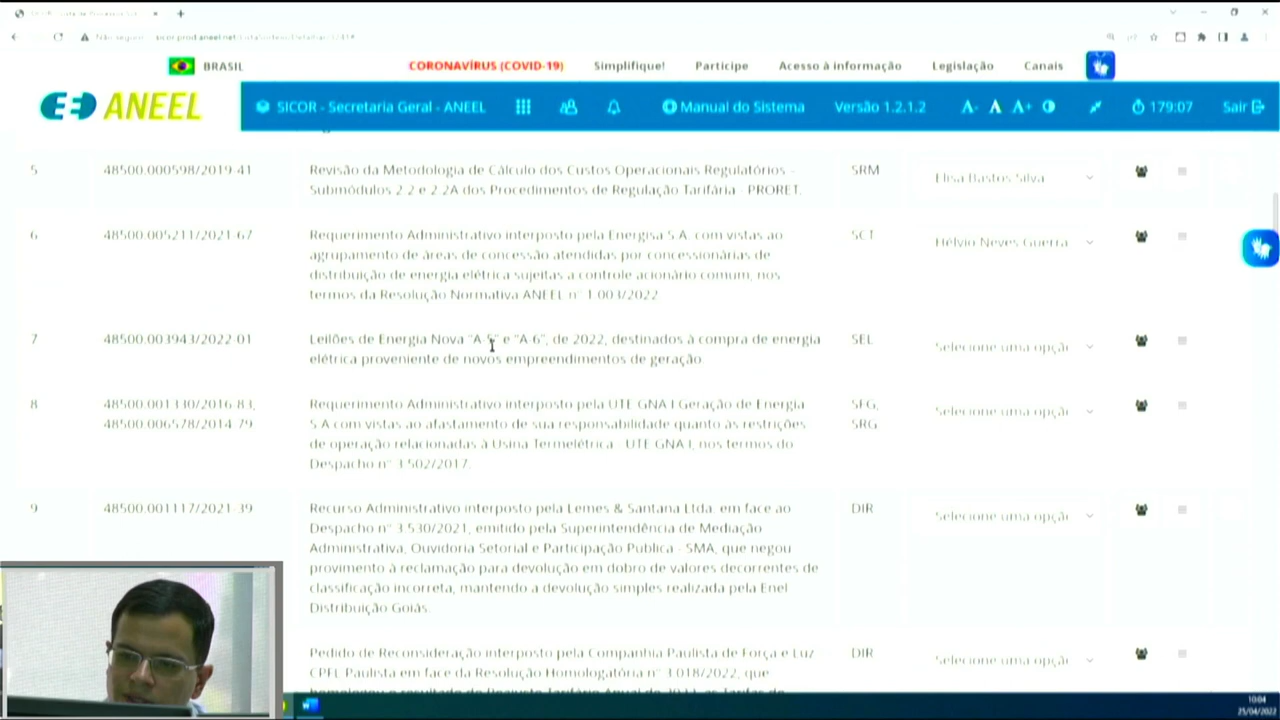 BRASIL
CORONAVÍRUS (COVID-19)
Simplifique!
Participe
Acesso à informação
Legislação
Canais
ANEEL
SICOR - Secretaria Geral - ANEEL
Manual do Sistema
Versão 1.2.1.2
A-
A
A+
179:07
Sair
5
48500.000598/2019-41
Revisão da Metodologia de Cálculo dos Custos Operacionais Regulatórios -
Submódulos 2.2 e 2.2A dos Procedimentos de Regulação Tarifária - PRORET.
SRM
Elisa Bastos Silva
6
48500.005211/2021-67
Requerimento Administrativo interposto pela Energisa S.A. com vistas ao
agrupamento de áreas de concessão atendidas por concessionárias de
distribuição de energia elétrica sujeitas a controle acionário comum, nos
termos da Resolução Normativa ANEEL nº 1.003/2022.
SCT
Hélvio Neves Guerra
7
48500.003943/2022-01
Leilões de Energia Nova "A-5" e "A-6", de 2022, destinados à compra de energia
elétrica proveniente de novos empreendimentos de geração.
SEL
Selecione uma opçã
8
48500.001330/2016-83,
48500.006578/2014-79
Requerimento Administrativo interposto pela UTE GNA I Geração de Energia
S.A com vistas ao afastamento de sua responsabilidade quanto às restrições
de operação relacionadas à Usina Termelétrica - UTE GNA I, nos termos do
Despacho nº 3.502/2017.
SFG,
SRG
Selecione uma opçã
9
48500.001117/2021-39
Recurso Administrativo interposto pela Lemes & Santana Ltda. em face ao
Despacho nº 3.530/2021, emitido pela Superintendência de Mediação
Administrativa, Ouvidoria Setorial e Participação Publica - SMA, que negou
provimento à reclamação para devolução em dobro de valores decorrentes de
classificação incorreta, mantendo a devolução simples realizada pela Enel
Distribuição Goiás.
DIR
Selecione uma opçã
Pedido de Reconsideração interposto pela Companhia Paulista de Força e Luz
CPFL Paulista em face da Resolução Homologatória nº 3.018/2022, que
DIR
Selecione uma opçã
10:04
25/04/2022